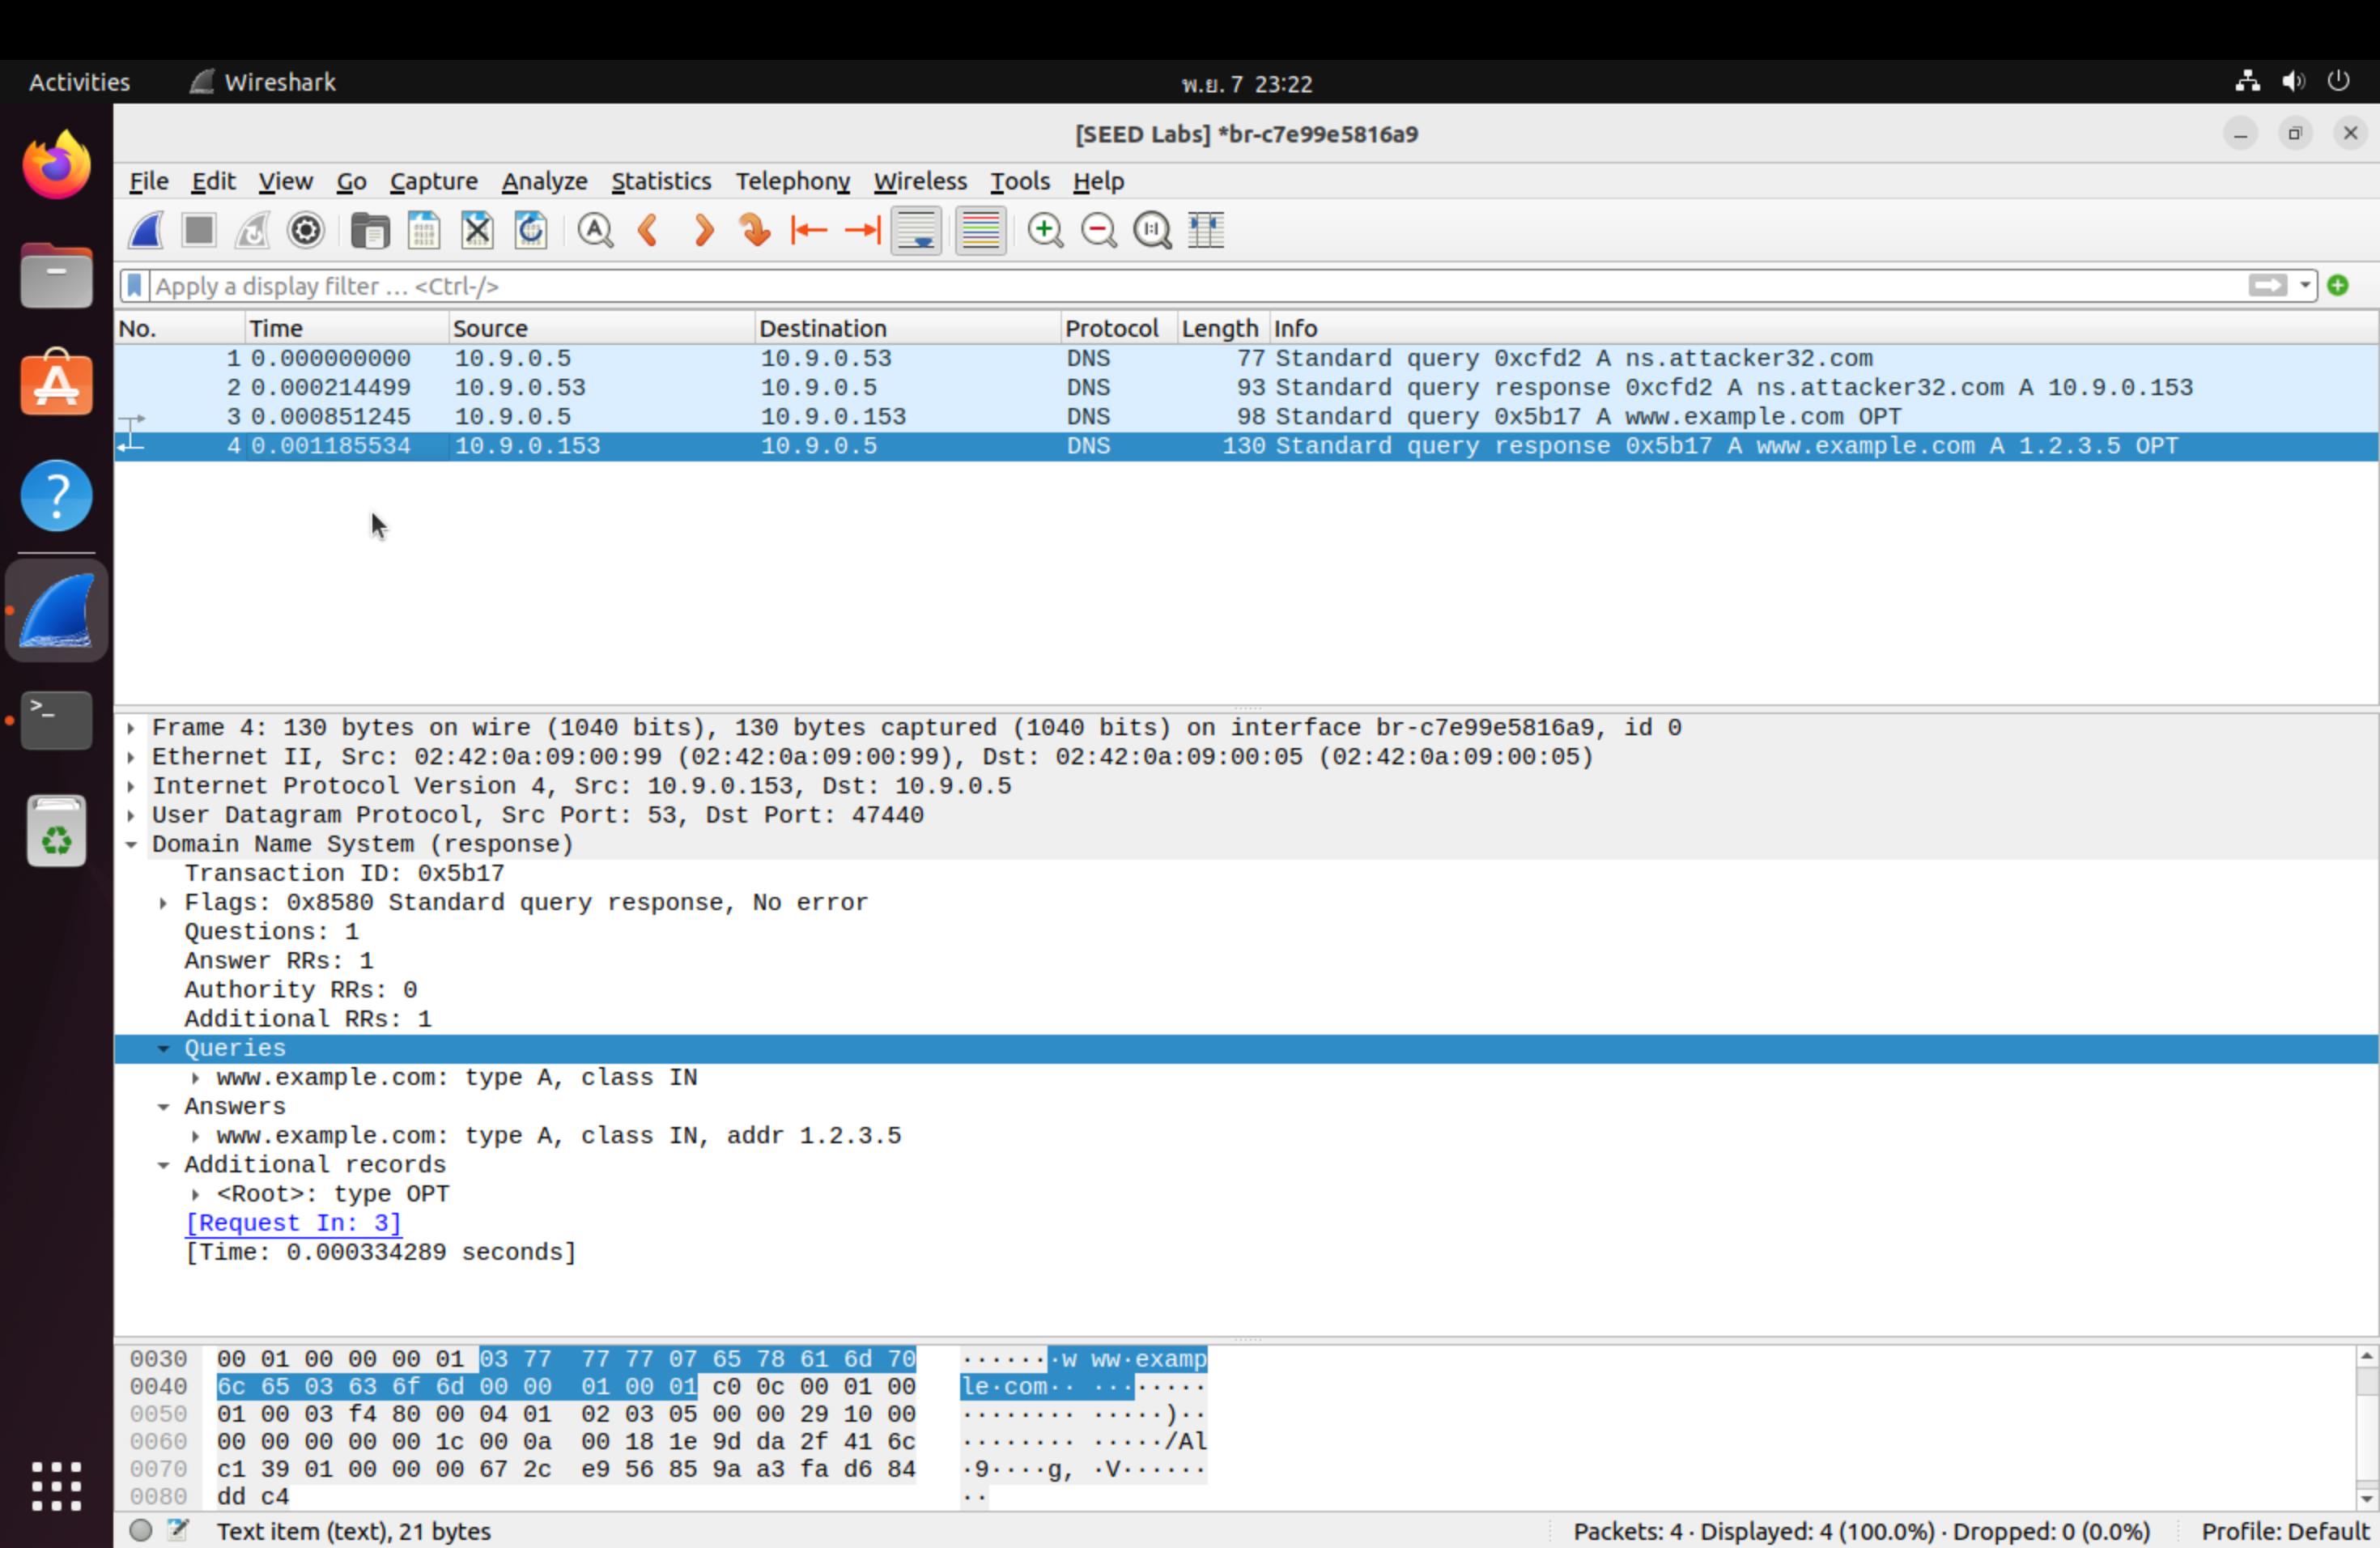 Activities Wireshark พ.ย. 7 23:22
[SEED Labs] *br-c7e99e5816a9
File Edit View Go Capture Analyze Statistics Telephony Wireless Tools Help
Apply a display filter … <Ctrl-/>
No. Time Source Destination Protocol Length Info
1 0.000000000 10.9.0.5 10.9.0.53 DNS 77 Standard query 0xcfd2 A ns.attacker32.com
2 0.000214499 10.9.0.53 10.9.0.5 DNS 93 Standard query response 0xcfd2 A ns.attacker32.com A 10.9.0.153
3 0.000851245 10.9.0.5 10.9.0.153 DNS 98 Standard query 0x5b17 A www.example.com OPT
4 0.001185534 10.9.0.153 10.9.0.5 DNS 130 Standard query response 0x5b17 A www.example.com A 1.2.3.5 OPT
Frame 4: 130 bytes on wire (1040 bits), 130 bytes captured (1040 bits) on interface br-c7e99e5816a9, id 0
Ethernet II, Src: 02:42:0a:09:00:99 (02:42:0a:09:00:99), Dst: 02:42:0a:09:00:05 (02:42:0a:09:00:05)
Internet Protocol Version 4, Src: 10.9.0.153, Dst: 10.9.0.5
User Datagram Protocol, Src Port: 53, Dst Port: 47440
Domain Name System (response)
Transaction ID: 0x5b17
Flags: 0x8580 Standard query response, No error
Questions: 1
Answer RRs: 1
Authority RRs: 0
Additional RRs: 1
Queries
www.example.com: type A, class IN
Answers
www.example.com: type A, class IN, addr 1.2.3.5
Additional records
<Root>: type OPT
[Request In: 3]
[Time: 0.000334289 seconds]
0030 00 01 00 00 00 01 03 77 77 77 07 65 78 61 6d 70 ·······w ww·examp
0040 6c 65 03 63 6f 6d 00 00 01 00 01 c0 0c 00 01 00 le·com·· ········
0050 01 00 03 f4 80 00 04 01 02 03 05 00 00 29 10 00 ········ ·····)··
0060 00 00 00 00 00 1c 00 0a 00 18 1e 9d da 2f 41 6c ········ ·····/Al
0070 c1 39 01 00 00 00 67 2c e9 56 85 9a a3 fa d6 84 ·9····g, ·V······
0080 dd c4 ··
Text item (text), 21 bytes Packets: 4 · Displayed: 4 (100.0%) · Dropped: 0 (0.0%) Profile: Default